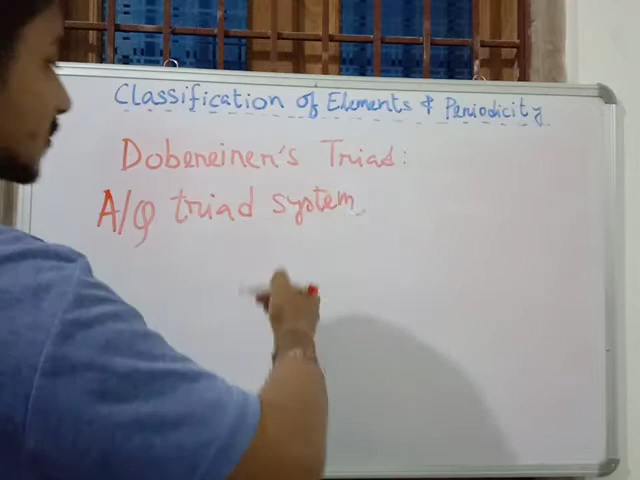 Classification of Elements & Periodicity
Dobereiner's Triad:
A/Q triad system